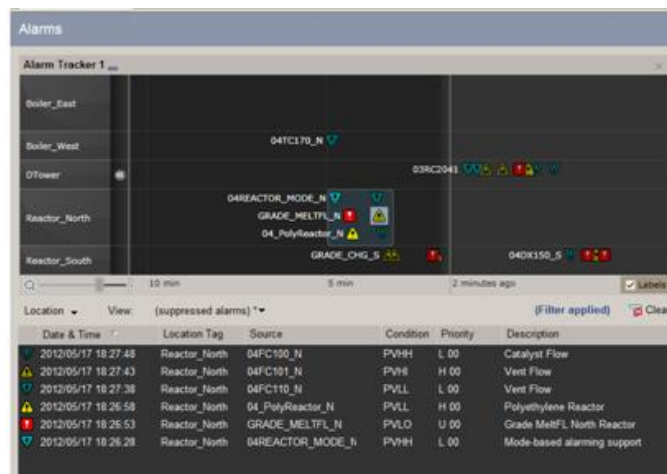 Alarms
Alarm Tracker 1
Boiler_East
Boiler_West
04TC170_N
DTower
03RC2041
04REACTOR_MODE_N
Reactor_North
GRADE_MELTFL_N
04_PolyReactor_N
Reactor_South
GRADE_CHG_S
04DX150_S
10 min
5 min
2 minutes ago
Labels
Location
View:
(suppressed alarms) *
(Filter applied)
Clea
Date & Time Location Tag Source Condition Priority Description
2012/05/17 18:27:48 Reactor_North 04FC100_N PVHH L 00 Catalyst Flow
2012/05/17 18:27:43 Reactor_North 04FC101_N PVHI H 00 Vent Flow
2012/05/17 18:27:38 Reactor_North 04FC110_N PVLL L 00 Vent Flow
2012/05/17 18:26:58 Reactor_North 04_PolyReactor_N PVLL H 00 Polyethylene Reactor
2012/05/17 18:26:53 Reactor_North GRADE_MELTFL_N PVLO U 00 Grade MeltFL North Reactor
2012/05/17 18:26:28 Reactor_North 04REACTOR_MODE_N PVHH L 00 Mode-based alarming support